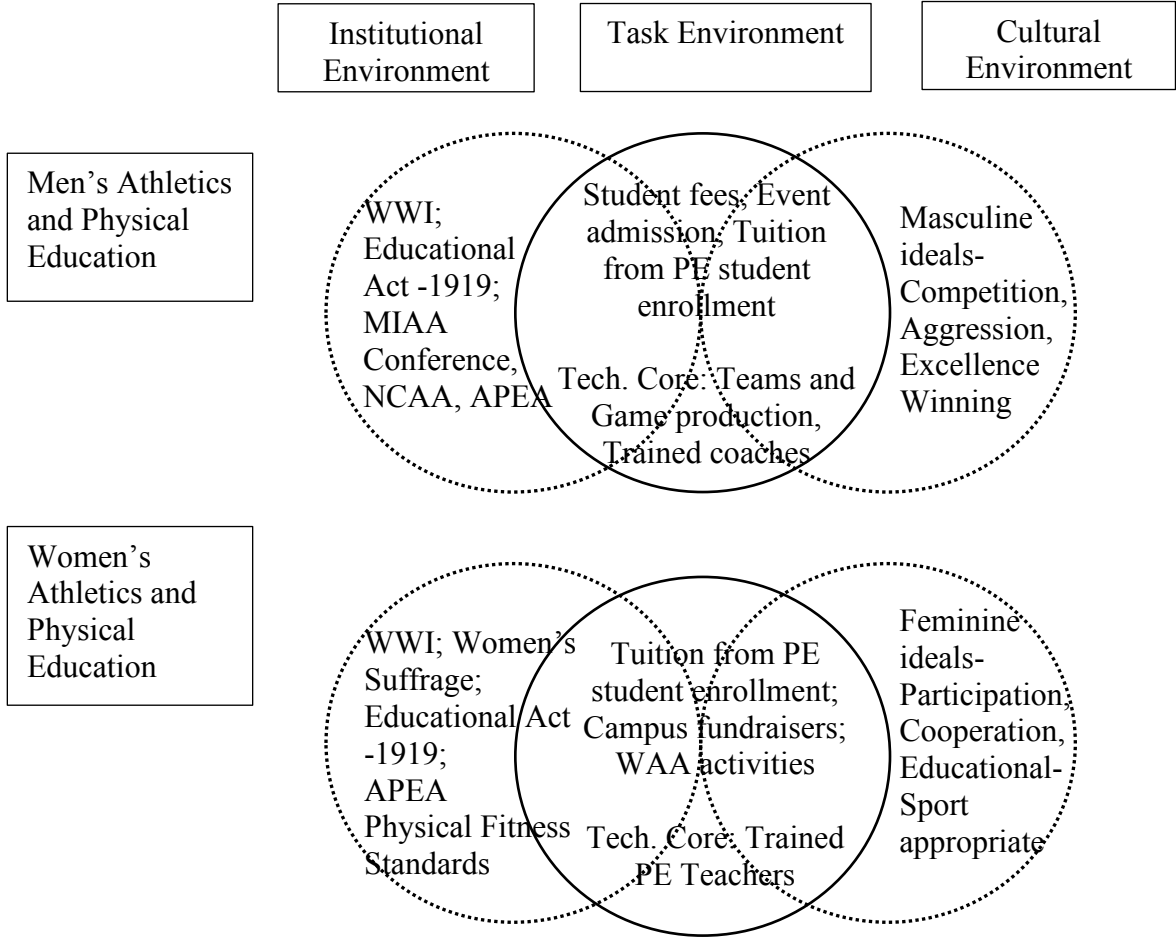 Institutional
Environment
Task Environment
Cultural
Environment
Men’s Athletics
and Physical
Education
WWI;
Educational
Act -1919;
MIAA
Conference,
NCAA, APEA
Student fees, Event
admission, Tuition
from PE student
enrollment
Tech. Core: Teams and
Game production,
Trained coaches
Masculine
ideals-
Competition,
Aggression,
Excellence
Winning
Women’s
Athletics and
Physical
Education
WWI; Women’s
Suffrage;
Educational Act
-1919;
APEA
Physical Fitness
Standards
Tuition from PE
student enrollment;
Campus fundraisers;
WAA activities
Tech. Core: Trained
PE Teachers
Feminine
ideals-
Participation,
Cooperation,
Educational-
Sport
appropriate